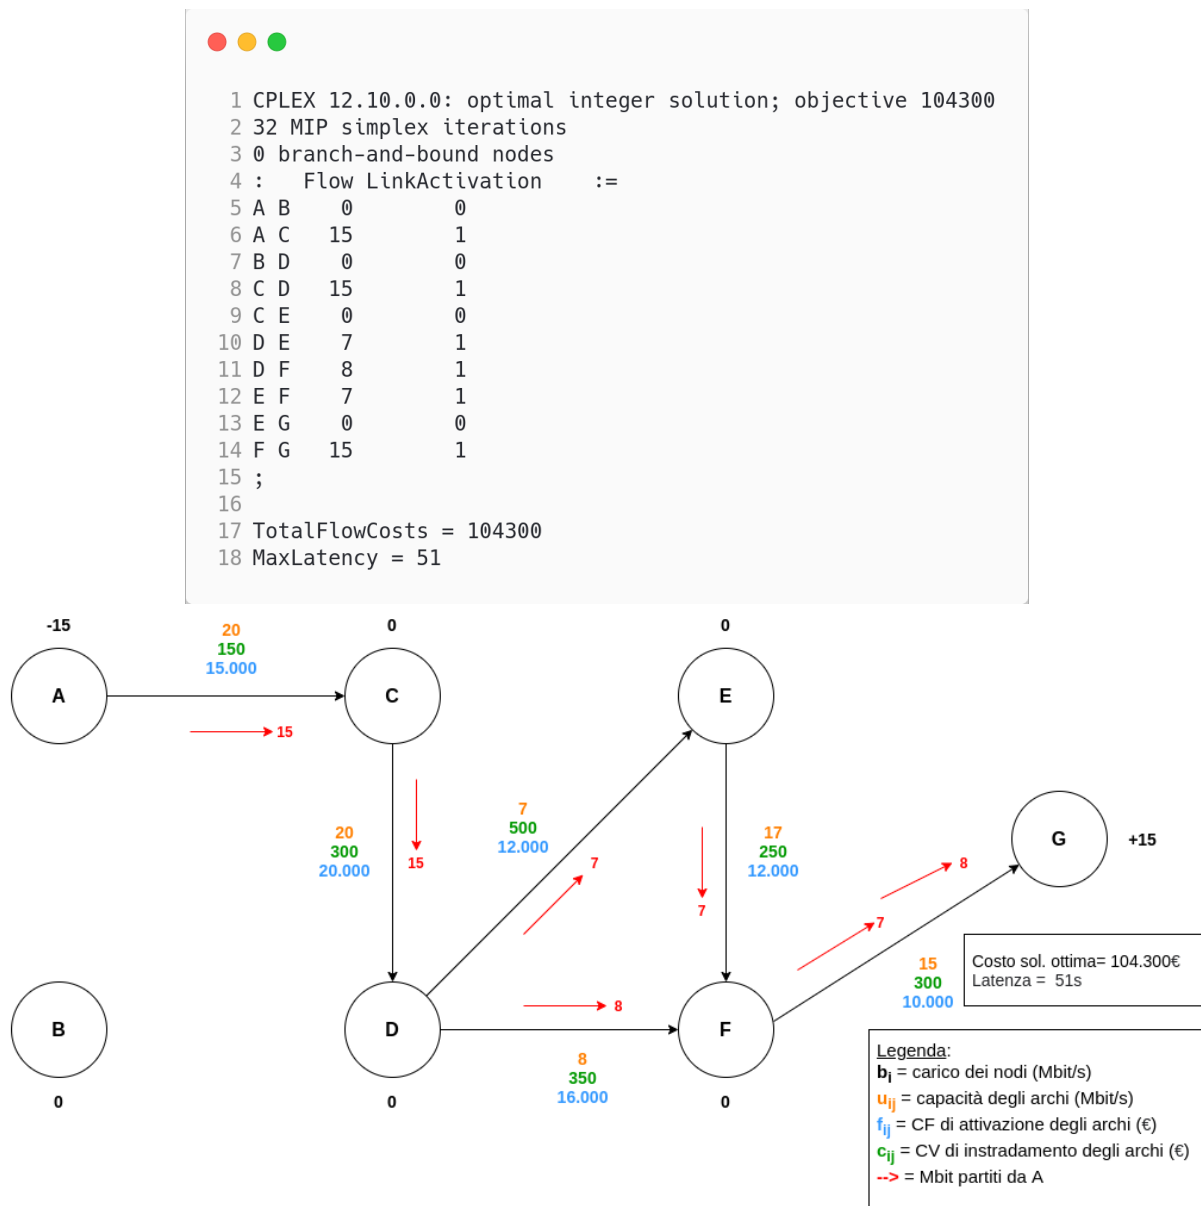 1 CPLEX 12.10.0.0: optimal integer solution; objective 104300
2 32 MIP simplex iterations
3 0 branch-and-bound nodes
4 :   Flow LinkActivation    :=
5 A B    0        0
6 A C   15        1
7 B D    0        0
8 C D   15        1
9 C E    0        0
10 D E    7        1
11 D F    8        1
12 E F    7        1
13 E G    0        0
14 F G   15        1
15 ;
16
17 TotalFlowCosts = 104300
18 MaxLatency = 51
-15
20
150
15.000
0
0
A
C
E
15
20
300
20.000
15
7
500
12.000
7
17
250
12.000
7
8
7
G
+15
15
300
10.000
Costo sol. ottima= 104.300€
Latenza =  51s
B
D
F
8
8
350
16.000
0
0
0
Legenda:
bi = carico dei nodi (Mbit/s)
uij = capacità degli archi (Mbit/s)
fij = CF di attivazione degli archi (€)
cij = CV di instradamento degli archi (€)
--> = Mbit partiti da A